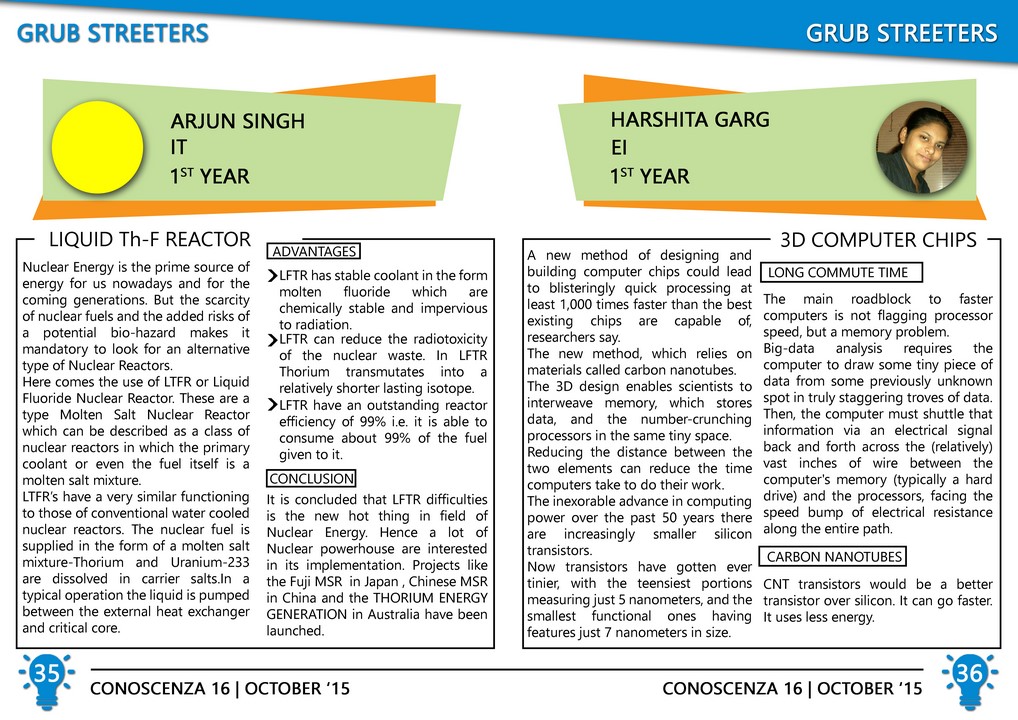 GRUB STREETERS
ARJUN SINGH
IT
1ST YEAR
LIQUID Th-F REACTOR
Nuclear Energy is the prime source of
energy for us nowadays and for the
coming generations. But the scarcity
of nuclear fuels and the added risks of
a potential bio-hazard makes it
mandatory to look for an alternative
type of Nuclear Reactors.
Here comes the use of LTFR or Liquid
Fluoride Nuclear Reactor. These are a
type Molten Salt Nuclear Reactor
which can be described as a class of
nuclear reactors in which the primary
coolant or even the fuel itself is a
molten salt mixture.
LTFR's have a very similar functioning
to those of conventional water cooled
nuclear reactors. The nuclear fuel is
supplied in the form of a molten salt
mixture-Thorium and Uranium-233
are dissolved in carrier salts.In a
typical operation the liquid is pumped
between the external heat exchanger
and critical core.
ADVANTAGES
LFTR has stable coolant in the form
molten fluoride which are
chemically stable and impervious
to radiation.
LFTR can reduce the radiotoxicity
of the nuclear waste. In LFTR
Thorium transmutates into a
relatively shorter lasting isotope.
LFTR have an outstanding reactor
efficiency of 99% i.e. it is able to
consume about 99% of the fuel
given to it.
CONCLUSION
It is concluded that LFTR difficulties
is the new hot thing in field of
Nuclear Energy. Hence a lot of
Nuclear powerhouse are interested
in its implementation. Projects like
the Fuji MSR in Japan , Chinese MSR
in China and the THORIUM ENERGY
GENERATION in Australia have been
launched.
35
CONOSCENZA 16 | OCTOBER ‘15
GRUB STREETERS
HARSHITA GARG
EI
1ST YEAR
3D COMPUTER CHIPS
A new method of designing and
building computer chips could lead
to blisteringly quick processing at
least 1,000 times faster than the best
existing chips are capable of,
researchers say.
The new method, which relies on
materials called carbon nanotubes.
The 3D design enables scientists to
interweave memory, which stores
data, and the number-crunching
processors in the same tiny space.
Reducing the distance between the
two elements can reduce the time
computers take to do their work.
The inexorable advance in computing
power over the past 50 years there
are increasingly smaller silicon
transistors.
Now transistors have gotten ever
tinier, with the teensiest portions
measuring just 5 nanometers, and the
smallest functional ones having
features just 7 nanometers in size.
LONG COMMUTE TIME
The main roadblock to faster
computers is not flagging processor
speed, but a memory problem.
Big-data analysis requires the
computer to draw some tiny piece of
data from some previously unknown
spot in truly staggering troves of data.
Then, the computer must shuttle that
information via an electrical signal
back and forth across the (relatively)
vast inches of wire between the
computer's memory (typically a hard
drive) and the processors, facing the
speed bump of electrical resistance
along the entire path.
CARBON NANOTUBES
CNT transistors would be a better
transistor over silicon. It can go faster.
It uses less energy.
CONOSCENZA 16 | OCTOBER ‘15
36